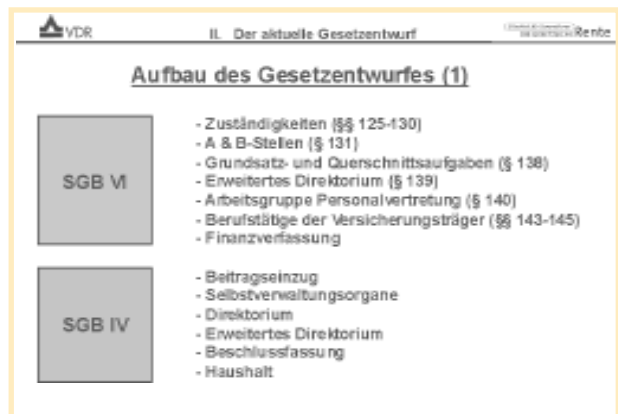 VDR
II. Der aktuelle Gesetzentwurf
Rente
Aufbau des Gesetzentwurfes (1)
SGB VI
- Zuständigkeiten (§§ 125-130)
- A & B-Stellen (§ 131)
- Grundsatz- und Querschnittsaufgaben (§ 138)
- Erweitertes Direktorium (§ 139)
- Arbeitsgruppe Personalvertretung (§ 140)
- Berufstätige der Versicherungsträger (§§ 143-145)
- Finanzverfassung
SGB IV
- Beitragseinzug
- Selbstverwaltungsorgane
- Direktorium
- Erweitertes Direktorium
- Beschlussfassung
- Haushalt